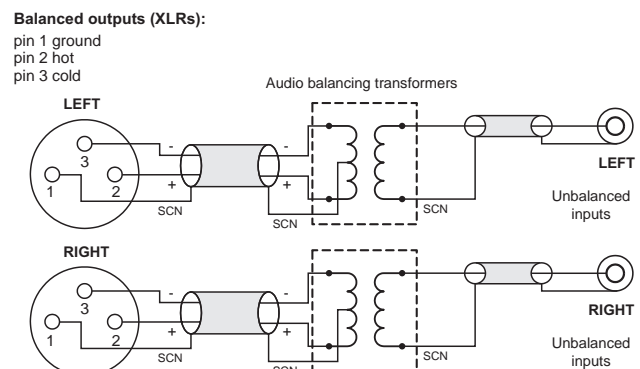 Balanced outputs (XLRs):
pin 1 ground
pin 2 hot
pin 3 cold
Audio balancing transformers
LEFT
3
1
2
-
+
SCN
-
+
SCN
SCN
LEFT
Unbalanced
inputs
RIGHT
3
1
2
-
+
SCN
-
+
SCN
SCN
RIGHT
Unbalanced
inputs